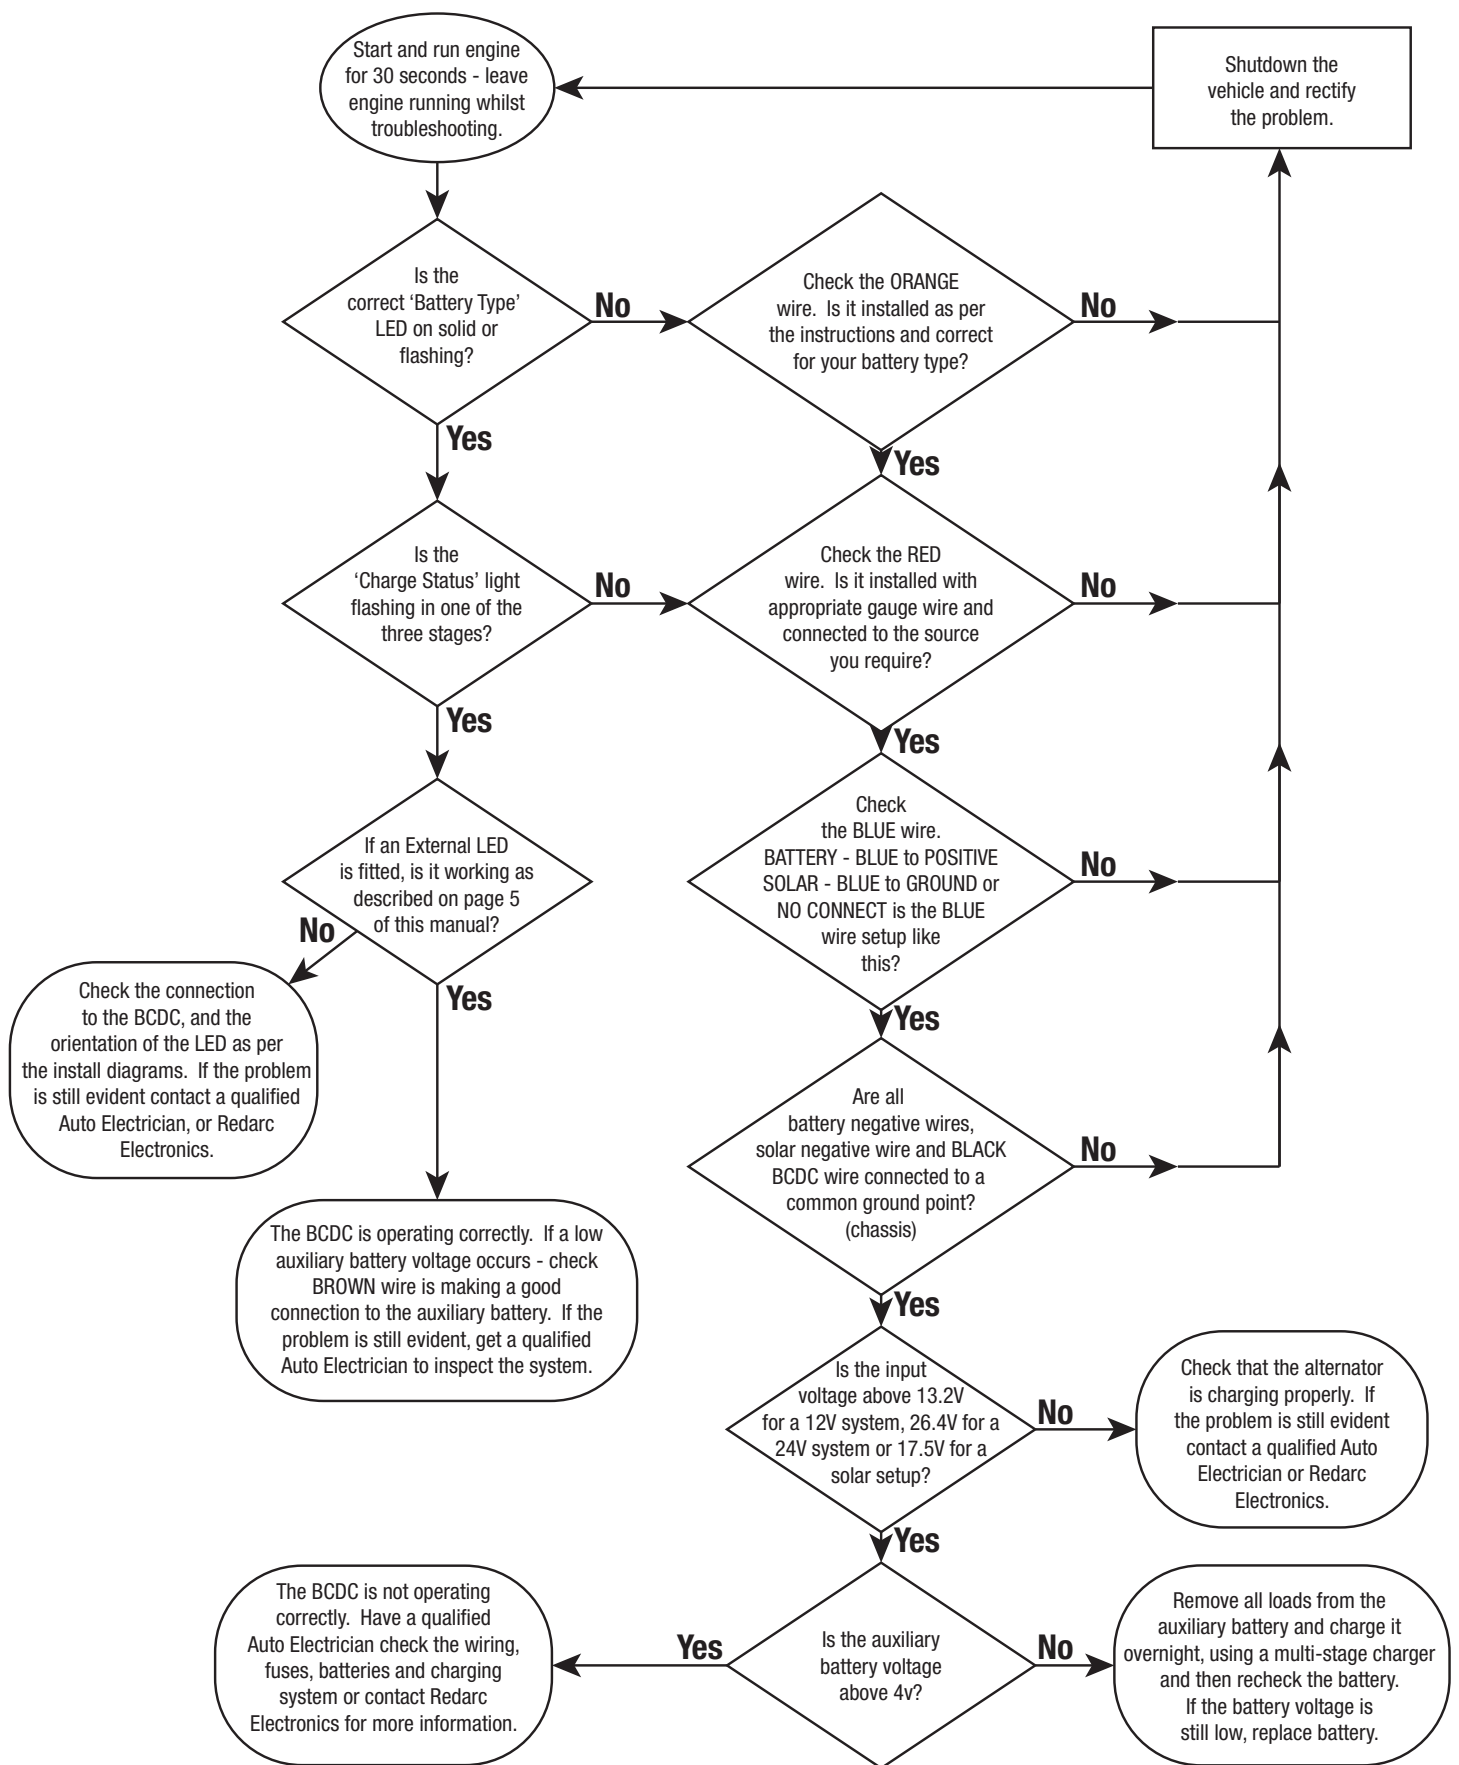 Start and run engine
for 30 seconds - leave
engine running whilst
troubleshooting.
Shutdown the
vehicle and rectify
the problem.
Is the
correct ‘Battery Type’
LED on solid or
flashing?
No
Check the ORANGE
wire.  Is it installed as per
the instructions and correct
for your battery type?
No
Yes
Yes
Is the
‘Charge Status’ light
flashing in one of the
three stages?
No
Check the RED
wire.  Is it installed with
appropriate gauge wire and
connected to the source
you require?
No
Yes
Yes
If an External LED
is fitted, is it working as
described on page 5
of this manual?
No
Yes
Check
the BLUE wire.
BATTERY - BLUE to POSITIVE
SOLAR - BLUE to GROUND or
NO CONNECT is the BLUE
wire setup like
this?
No
Yes
Check the connection
to the BCDC, and the
orientation of the LED as per
the install diagrams.  If the problem
is still evident contact a qualified
Auto Electrician, or Redarc
Electronics.
Are all
battery negative wires,
solar negative wire and BLACK
BCDC wire connected to a
common ground point?
(chassis)
No
Yes
The BCDC is operating correctly.  If a low
auxiliary battery voltage occurs - check
BROWN wire is making a good
connection to the auxiliary battery.  If the
problem is still evident, get a qualified
Auto Electrician to inspect the system.
Is the input
voltage above 13.2V
for a 12V system, 26.4V for a
24V system or 17.5V for a
solar setup?
No
Yes
Check that the alternator
is charging properly.  If
the problem is still evident
contact a qualified Auto
Electrician or Redarc
Electronics.
The BCDC is not operating
correctly.  Have a qualified
Auto Electrician check the wiring,
fuses, batteries and charging
system or contact Redarc
Electronics for more information.
Yes
Is the auxiliary
battery voltage
above 4v?
No
Remove all loads from the
auxiliary battery and charge it
overnight, using a multi-stage charger
and then recheck the battery.
If the battery voltage is
still low, replace battery.